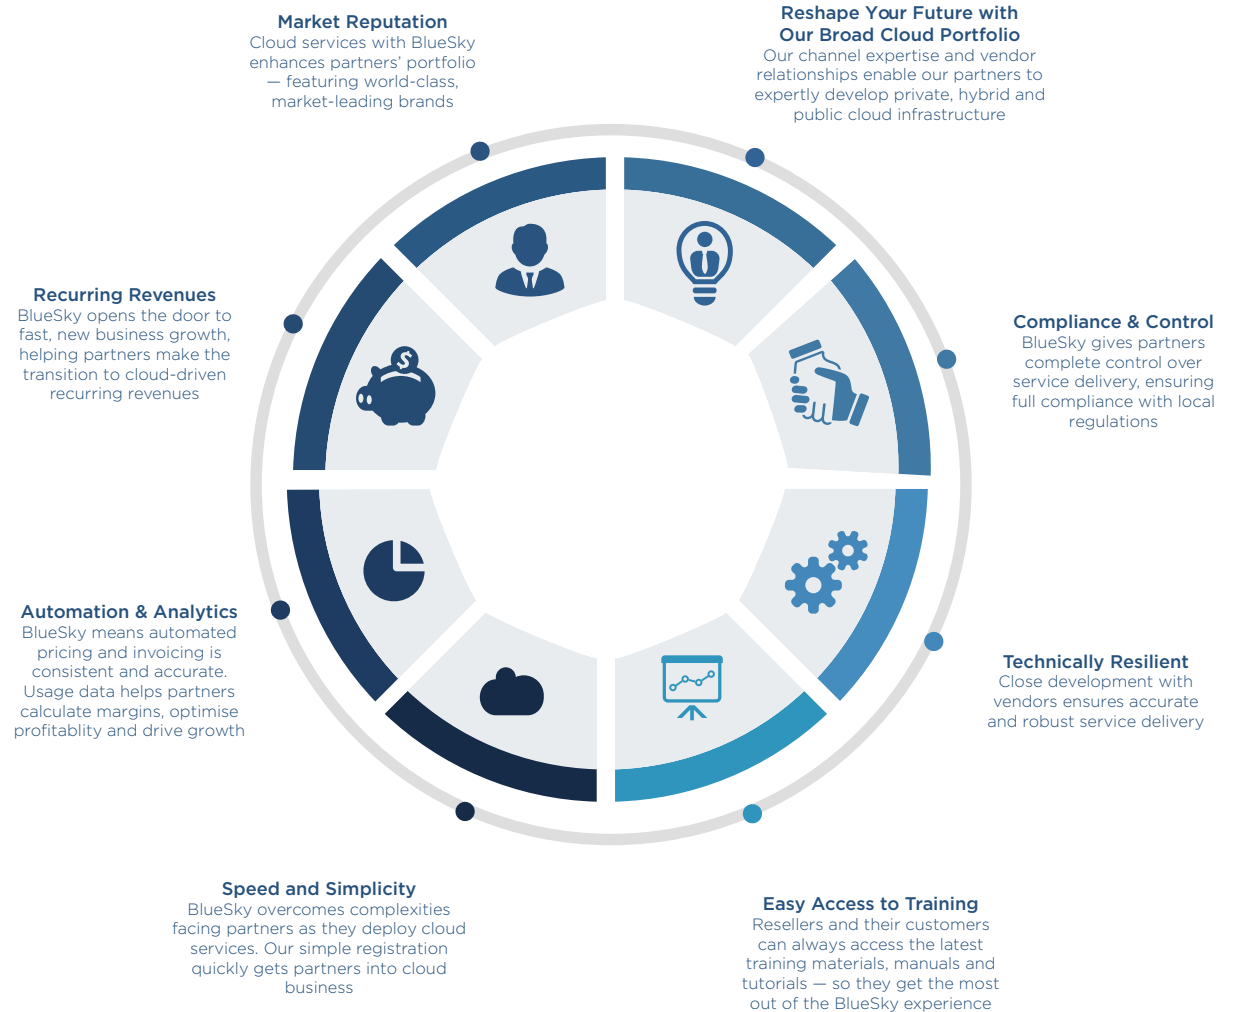 Market Reputation
Cloud services with BlueSky
enhances partners’ portfolio
— featuring world-class,
market-leading brands
Reshape Your Future with
Our Broad Cloud Portfolio
Our channel expertise and vendor
relationships enable our partners to
expertly develop private, hybrid and
public cloud infrastructure
Recurring Revenues
BlueSky opens the door to
fast, new business growth,
helping partners make the
transition to cloud-driven
recurring revenues
$
Compliance & Control
BlueSky gives partners
complete control over
service delivery, ensuring
full compliance with local
regulations
Automation & Analytics
BlueSky means automated
pricing and invoicing is
consistent and accurate.
Usage data helps partners
calculate margins, optimise
profitablity and drive growth
Technically Resilient
Close development with
vendors ensures accurate
and robust service delivery
Speed and Simplicity
BlueSky overcomes complexities
facing partners as they deploy cloud
services. Our simple registration
quickly gets partners into cloud
business
Easy Access to Training
Resellers and their customers
can always access the latest
training materials, manuals and
tutorials — so they get the most
out of the BlueSky experience